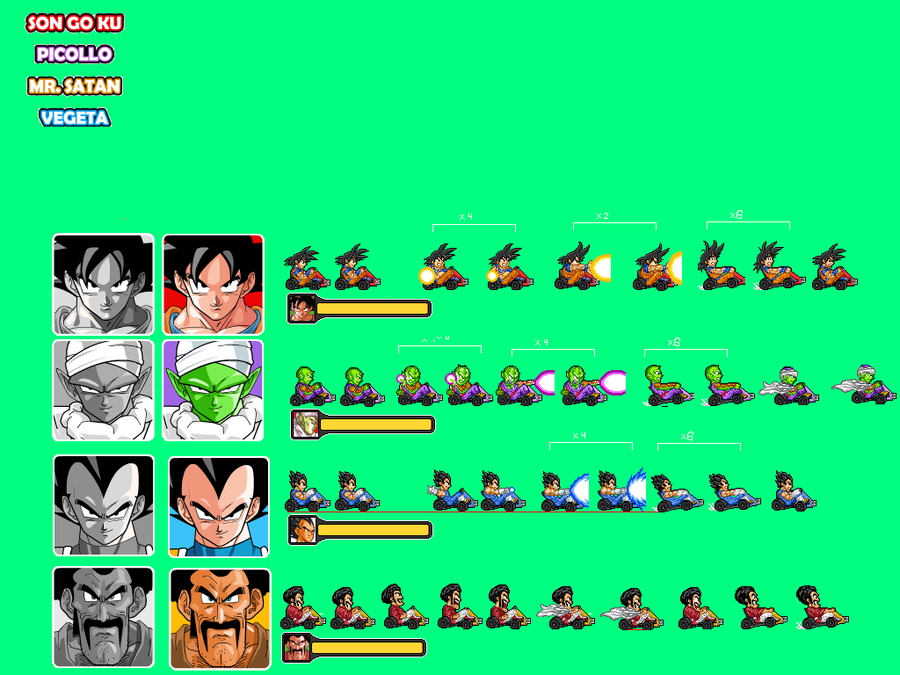 SON GO KU
PICOLLO
MR. SATAN
VEGETA
x4
x2
x6
x4
x6
x4
x6